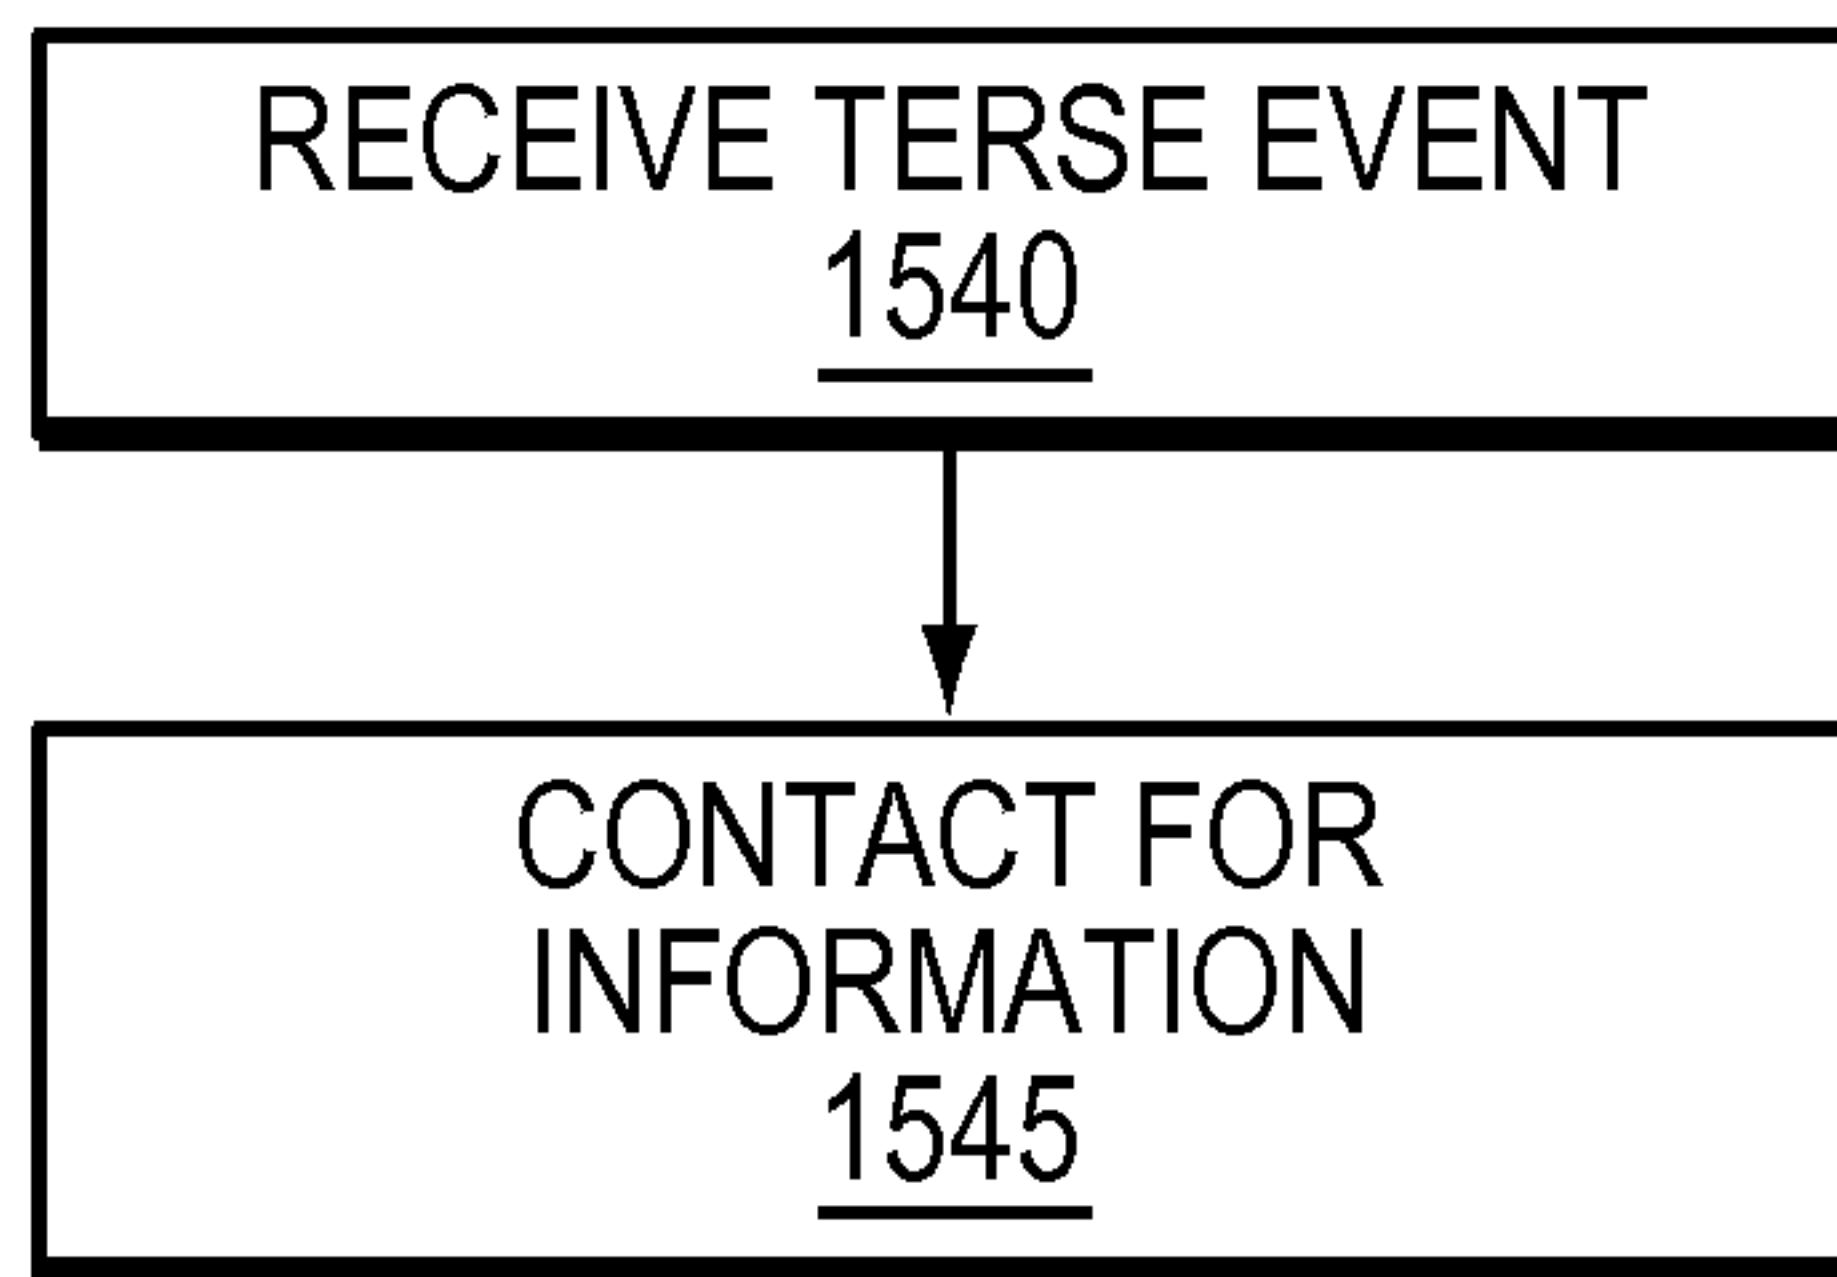 RECEIVE TERSE EVENT
1540
CONTACT FOR
INFORMATION
1545